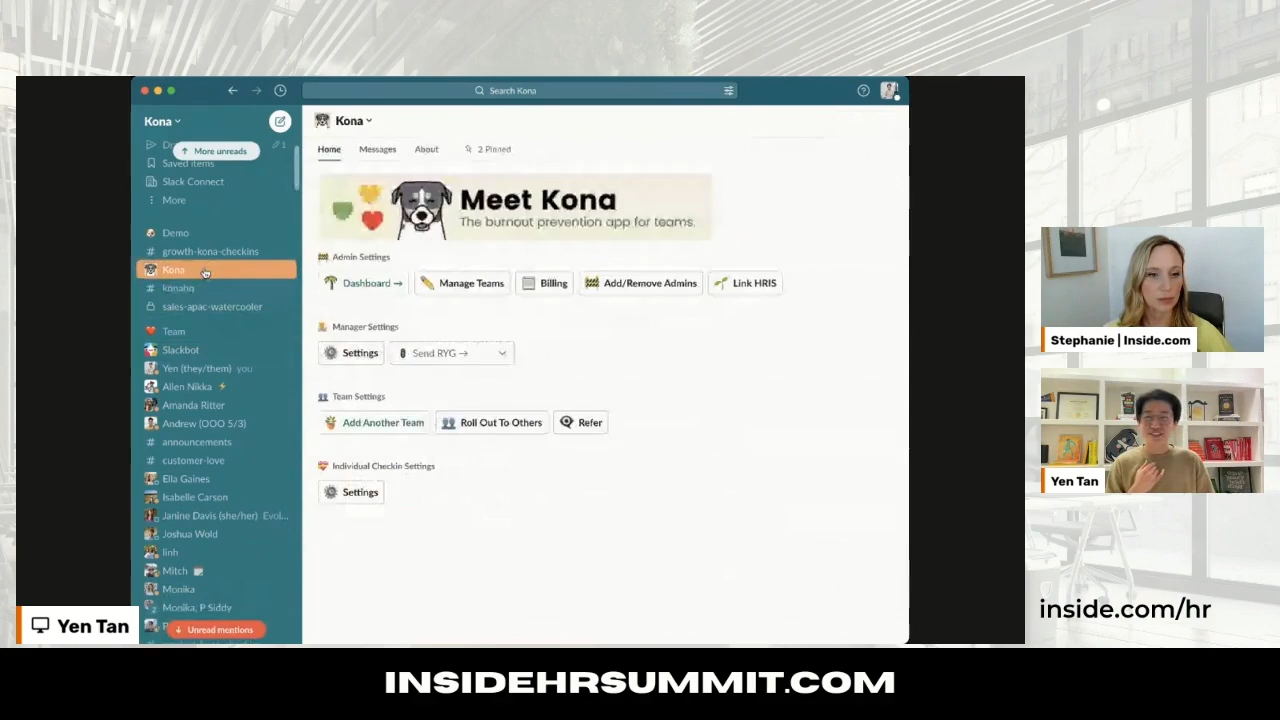 Search Kona
Kona
More unreads
1
Saved items
Slack Connect
More
Demo
# growth-kona-checkins
Kona
# konahq
sales-apac-watercooler
Team
Slackbot
Yen (they/them) you
Allen Nikka
Amanda Ritter
Andrew (OOO 5/3)
# announcements
# customer-love
Ella Gaines
Isabelle Carson
Janine Davis (she/her) Evol...
Joshua Wold
linh
Mitch
Monika
Monika, P Siddy
Unread mentions
Kona
Home Messages About 2 Pinned
Meet Kona
The burnout prevention app for teams.
Admin Settings
Dashboard → Manage Teams Billing Add/Remove Admins Link HRIS
Manager Settings
Settings Send RYG →
Team Settings
Add Another Team Roll Out To Others Refer
Individual Checkin Settings
Settings
Stephanie | Inside.com
Yen Tan
Yen Tan
inside.com/hr
INSIDEHRSUMMIT.COM